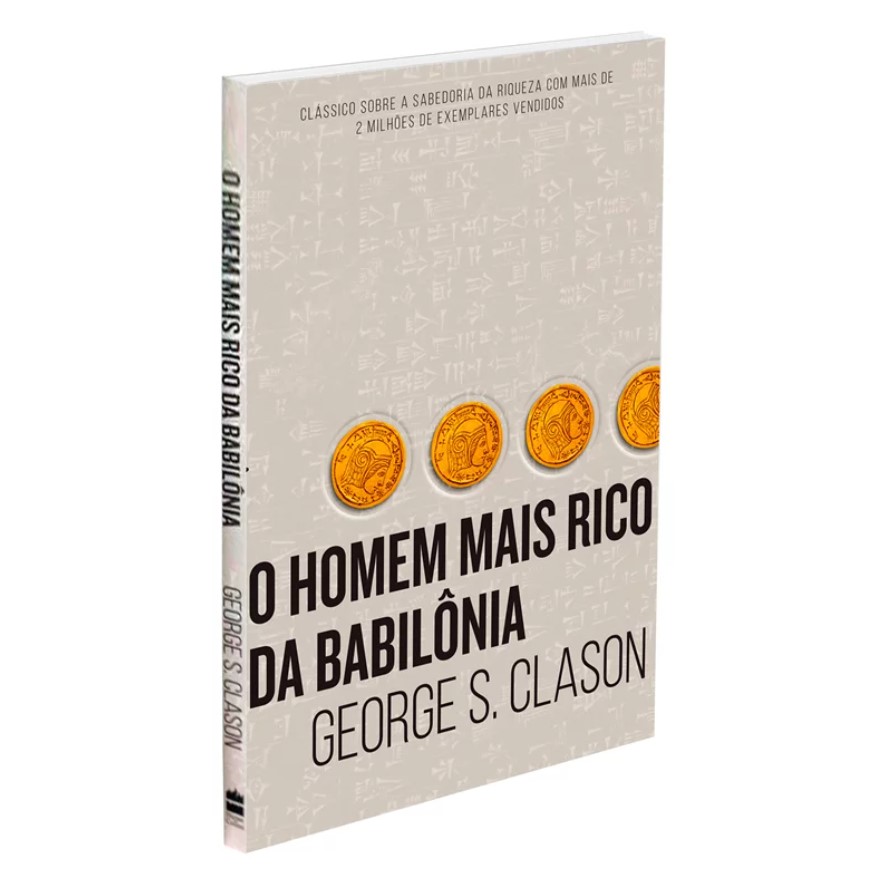 CLÁSSICO SOBRE A SABEDORIA DA RIQUEZA COM MAIS DE
2 MILHÕES DE EXEMPLARES VENDIDOS
O HOMEM MAIS RICO
DA BABILÔNIA
GEORGE S. CLASON
O HOMEM MAIS RICO DA BABILÔNIA
GEORGE S. CLASON